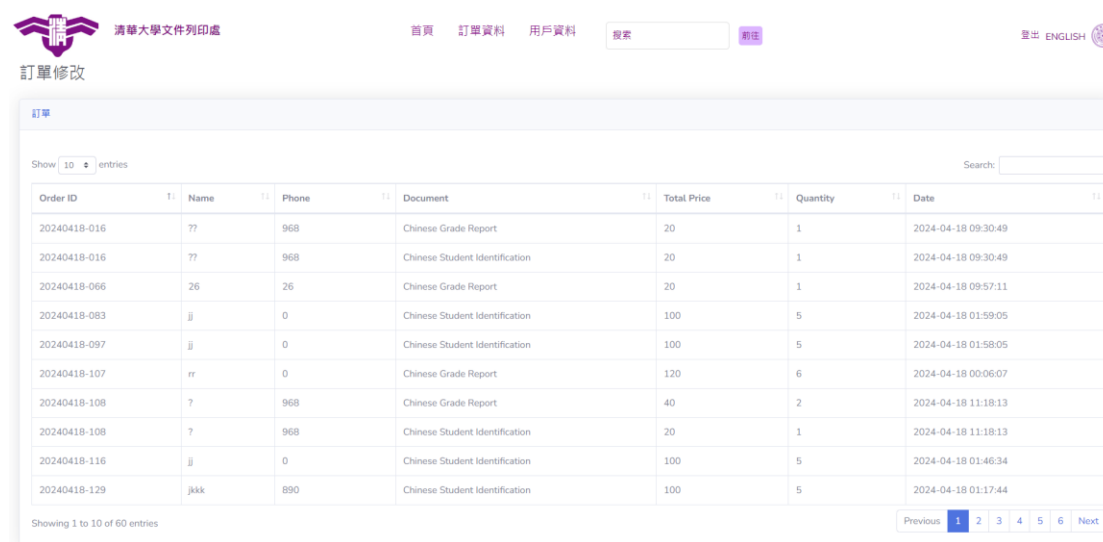 清華大學文件列印處 首頁 訂單資料 用戶資料 搜索 前往 登出 ENGLISH
訂單修改
訂單
Show 10 entries Search:
Order ID Name Phone Document Total Price Quantity Date
20240418-016 ?? 968 Chinese Grade Report 20 1 2024-04-18 09:30:49
20240418-016 ?? 968 Chinese Student Identification 20 1 2024-04-18 09:30:49
20240418-066 26 26 Chinese Grade Report 20 1 2024-04-18 09:57:11
20240418-083 jj 0 Chinese Student Identification 100 5 2024-04-18 01:59:05
20240418-097 jj 0 Chinese Student Identification 100 5 2024-04-18 01:58:05
20240418-107 rr 0 Chinese Grade Report 120 6 2024-04-18 00:06:07
20240418-108 ? 968 Chinese Grade Report 40 2 2024-04-18 11:18:13
20240418-108 ? 968 Chinese Student Identification 20 1 2024-04-18 11:18:13
20240418-116 jj 0 Chinese Student Identification 100 5 2024-04-18 01:46:34
20240418-129 jkkk 890 Chinese Student Identification 100 5 2024-04-18 01:17:44
Showing 1 to 10 of 60 entries Previous 1 2 3 4 5 6 Next